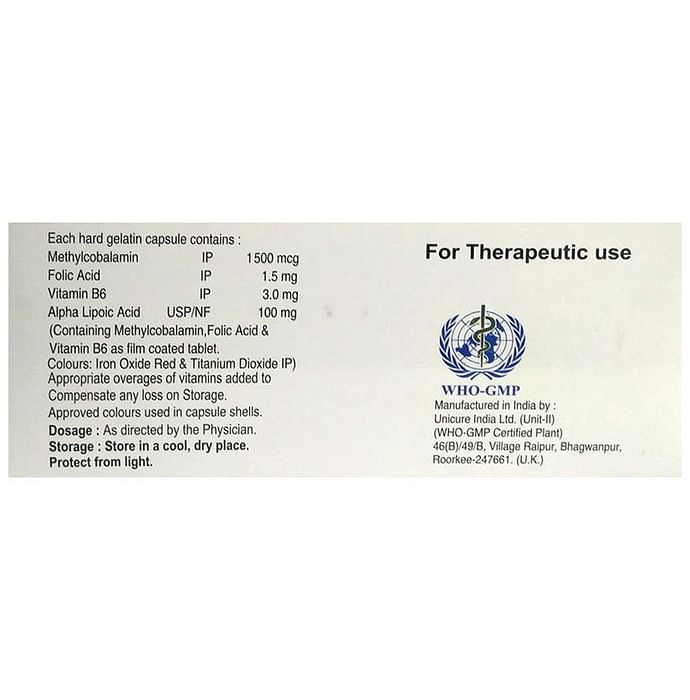 Each hard gelatin capsule contains :
Methylcobalamin IP 1500 mcg
Folic Acid IP 1.5 mg
Vitamin B6 IP 3.0 mg
Alpha Lipoic Acid USP/NF 100 mg
(Containing Methylcobalamin,Folic Acid &
Vitamin B6 as film coated tablet.
Colours: Iron Oxide Red & Titanium Dioxide IP)
Appropriate overages of vitamins added to
Compensate any loss on Storage.
Approved colours used in capsule shells.
Dosage : As directed by the Physician.
Storage : Store in a cool, dry place.
Protect from light.
For Therapeutic use
WHO-GMP
Manufactured in India by :
Unicure India Ltd. (Unit-II)
(WHO-GMP Certified Plant)
46(B)/49/B, Village Raipur, Bhagwanpur,
Roorkee-247661. (U.K.)